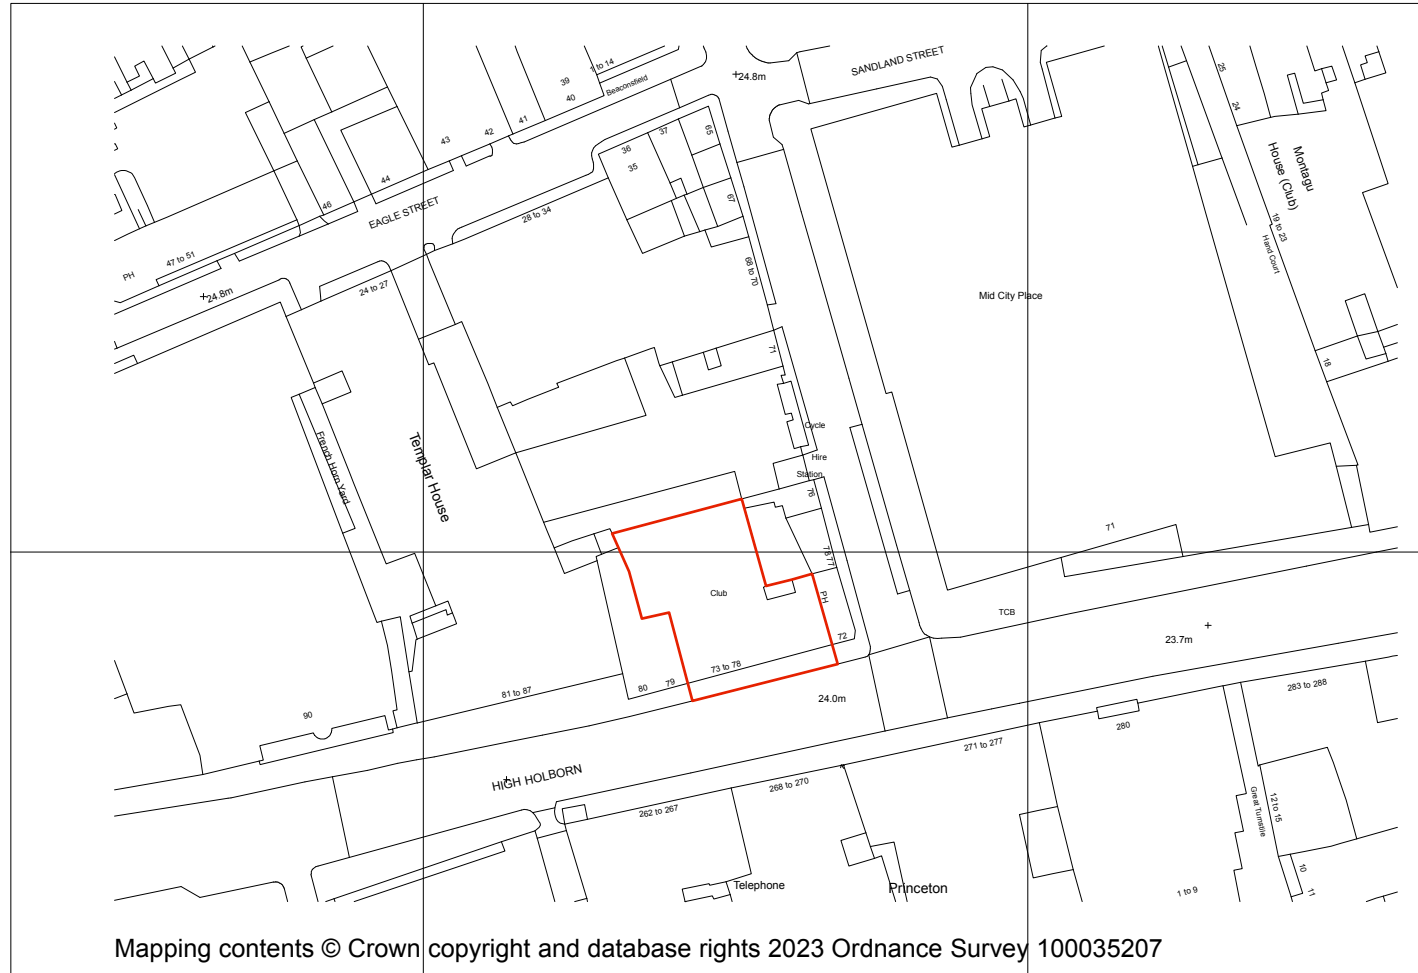 SANDLAND STREET
24.8m
1 to 14
Beaconsfield
39
40
41
42
43
44
46
EAGLE STREET
47 to 51
PH
24.8m
24 to 27
28 to 34
35
36
37
65
67
68 to 70
71
25
24
Montagu
House (Club)
19 to 23
Hand Court
18
Mid City Place
French Horn Yard
Templar House
Cycle
Hire
Station
76
71
Club
PH
72
73 to 78
79
80
81 to 87
90
TCB
23.7m
24.0m
HIGH HOLBORN
262 to 267
268 to 270
271 to 277
280
283 to 288
Great Turnstile
12 to 15
10
11
1 to 9
Telephone
Princeton
Mapping contents © Crown copyright and database rights 2023 Ordnance Survey 100035207